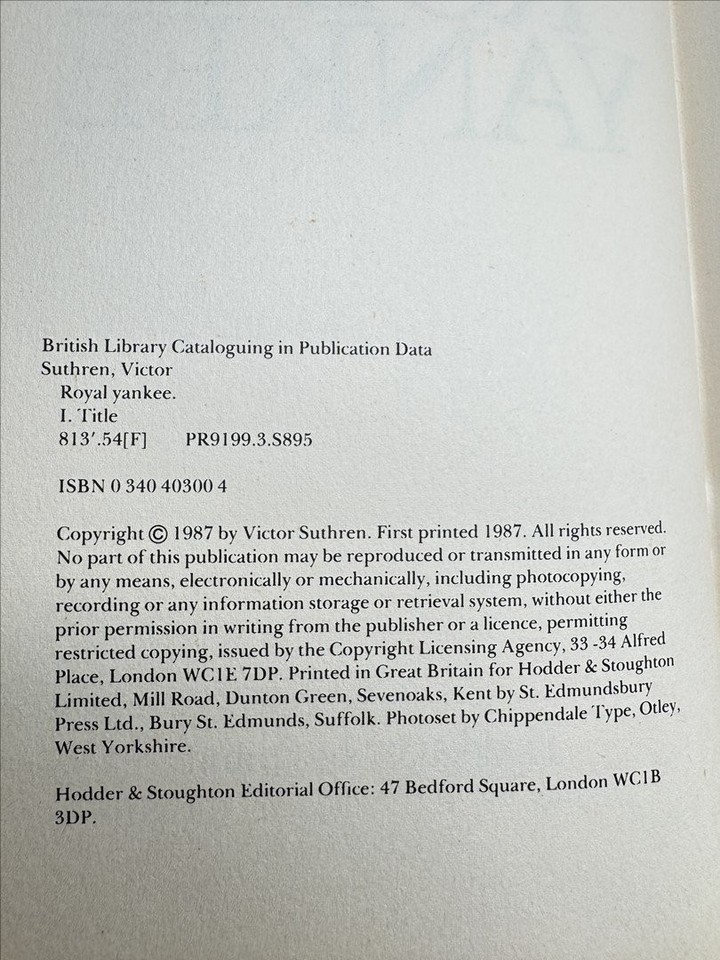 British Library Cataloguing in Publication Data
Suthren, Victor
Royal yankee.
I. Title
813′.54[F] PR9199.3.S895
ISBN 0 340 40300 4
Copyright © 1987 by Victor Suthren. First printed 1987. All rights reserved.
No part of this publication may be reproduced or transmitted in any form or
by any means, electronically or mechanically, including photocopying,
recording or any information storage or retrieval system, without either the
prior permission in writing from the publisher or a licence, permitting
restricted copying, issued by the Copyright Licensing Agency, 33 -34 Alfred
Place, London WC1E 7DP. Printed in Great Britain for Hodder & Stoughton
Limited, Mill Road, Dunton Green, Sevenoaks, Kent by St. Edmundsbury
Press Ltd., Bury St. Edmunds, Suffolk. Photoset by Chippendale Type, Otley,
West Yorkshire.
Hodder & Stoughton Editorial Office: 47 Bedford Square, London WC1B
3DP.